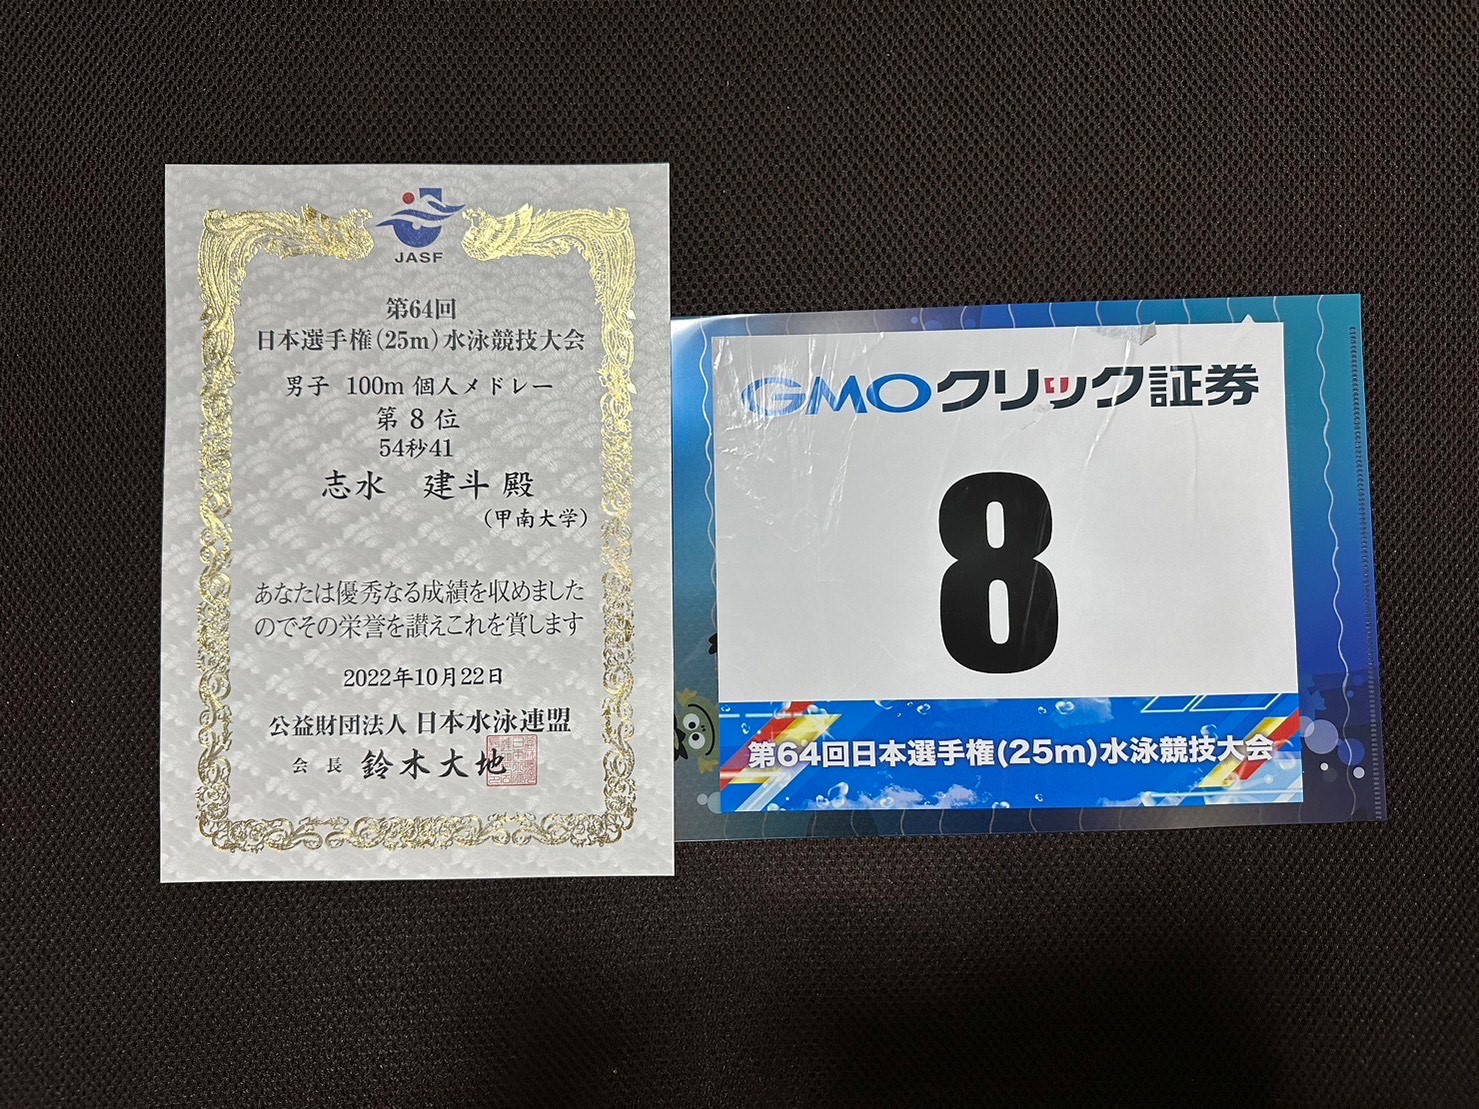 JASF
第64回
日本選手権(25m)水泳競技大会
男子 100m 個人メドレー
第 8 位
54秒41
志水 建斗 殿
(甲南大学)
あなたは優秀なる成績を収めました
のでその栄誉を讃えこれを賞します
2022年10月22日
公益財団法人 日本水泳連盟
会長 鈴木大地
GMOクリック証券
8
第64回日本選手権(25m)水泳競技大会